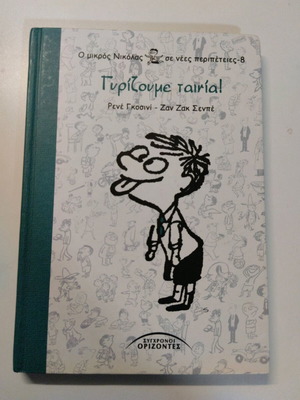 Ο μικρός Νικόλας σε νέες περιπέτειες-8
Γυρίζουμε ταινία!
Ρενέ Γκοσινί - Ζαν Ζακ Σενπέ
ΣΥΓΧΡΟΝΟΙ
ΟΡΙΖΟΝΤΕΣ